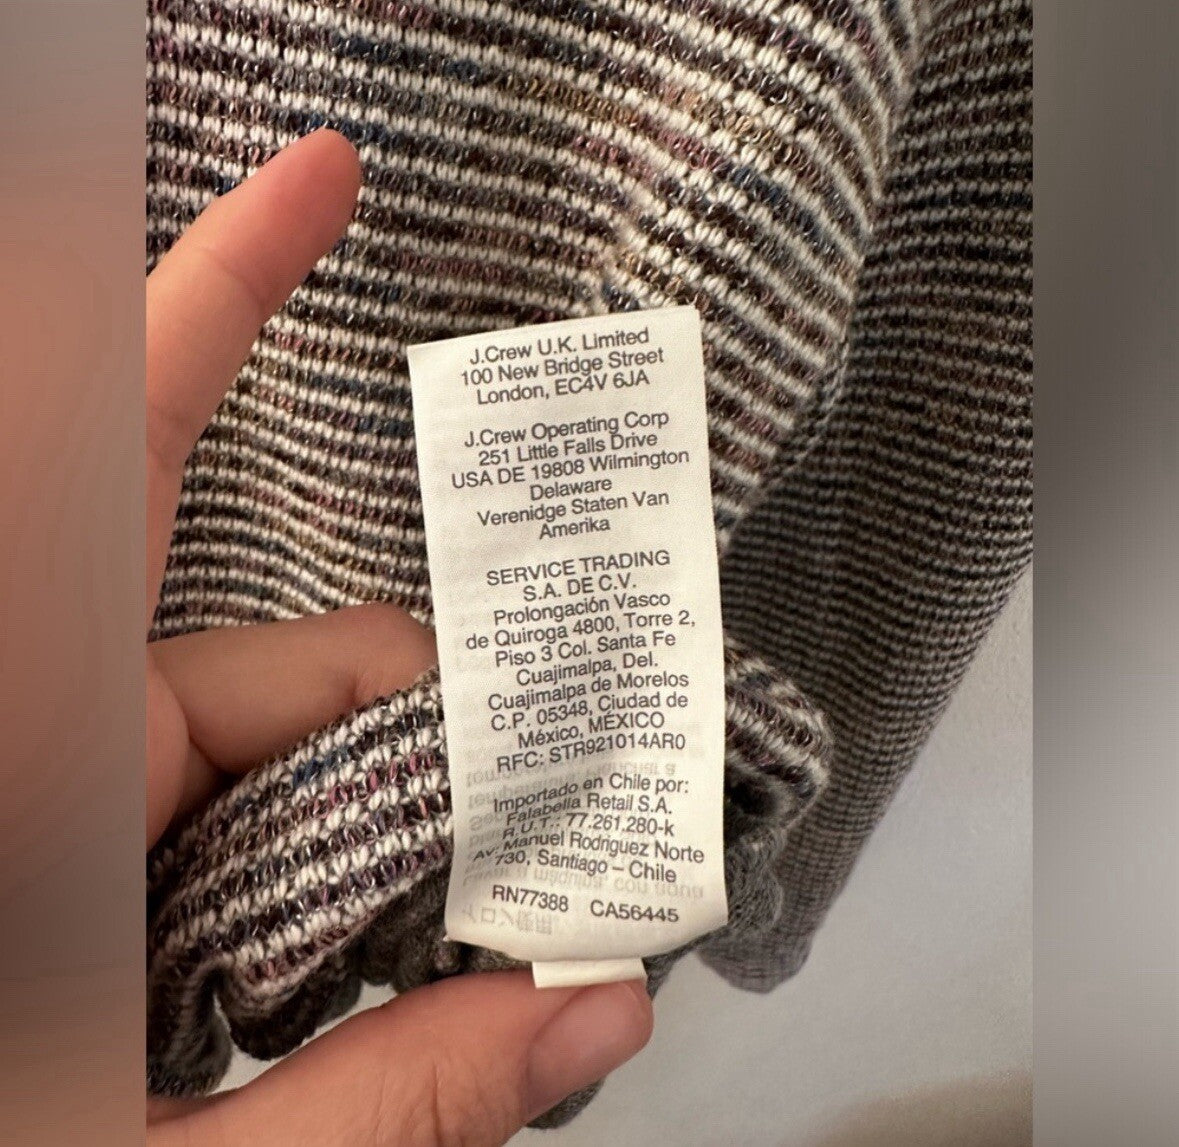 J.Crew U.K. Limited
100 New Bridge Street
London, EC4V 6JA
J.Crew Operating Corp
251 Little Falls Drive
USA DE 19808 Wilmington
Delaware
Verenidge Staten Van
Amerika
SERVICE TRADING
S.A. DE C.V.
Prolongación Vasco
de Quiroga 4800, Torre 2,
Piso 3 Col. Santa Fe
Cuajimalpa, Del.
Cuajimalpa de Morelos
C.P. 05348, Ciudad de
México, MÉXICO
RFC: STR921014AR0
Importado en Chile por:
Falabella Retail S.A.
R.U.T.: 77.261.280-k
Av. Manuel Rodriguez Norte
730, Santiago – Chile
RN77388 CA56445